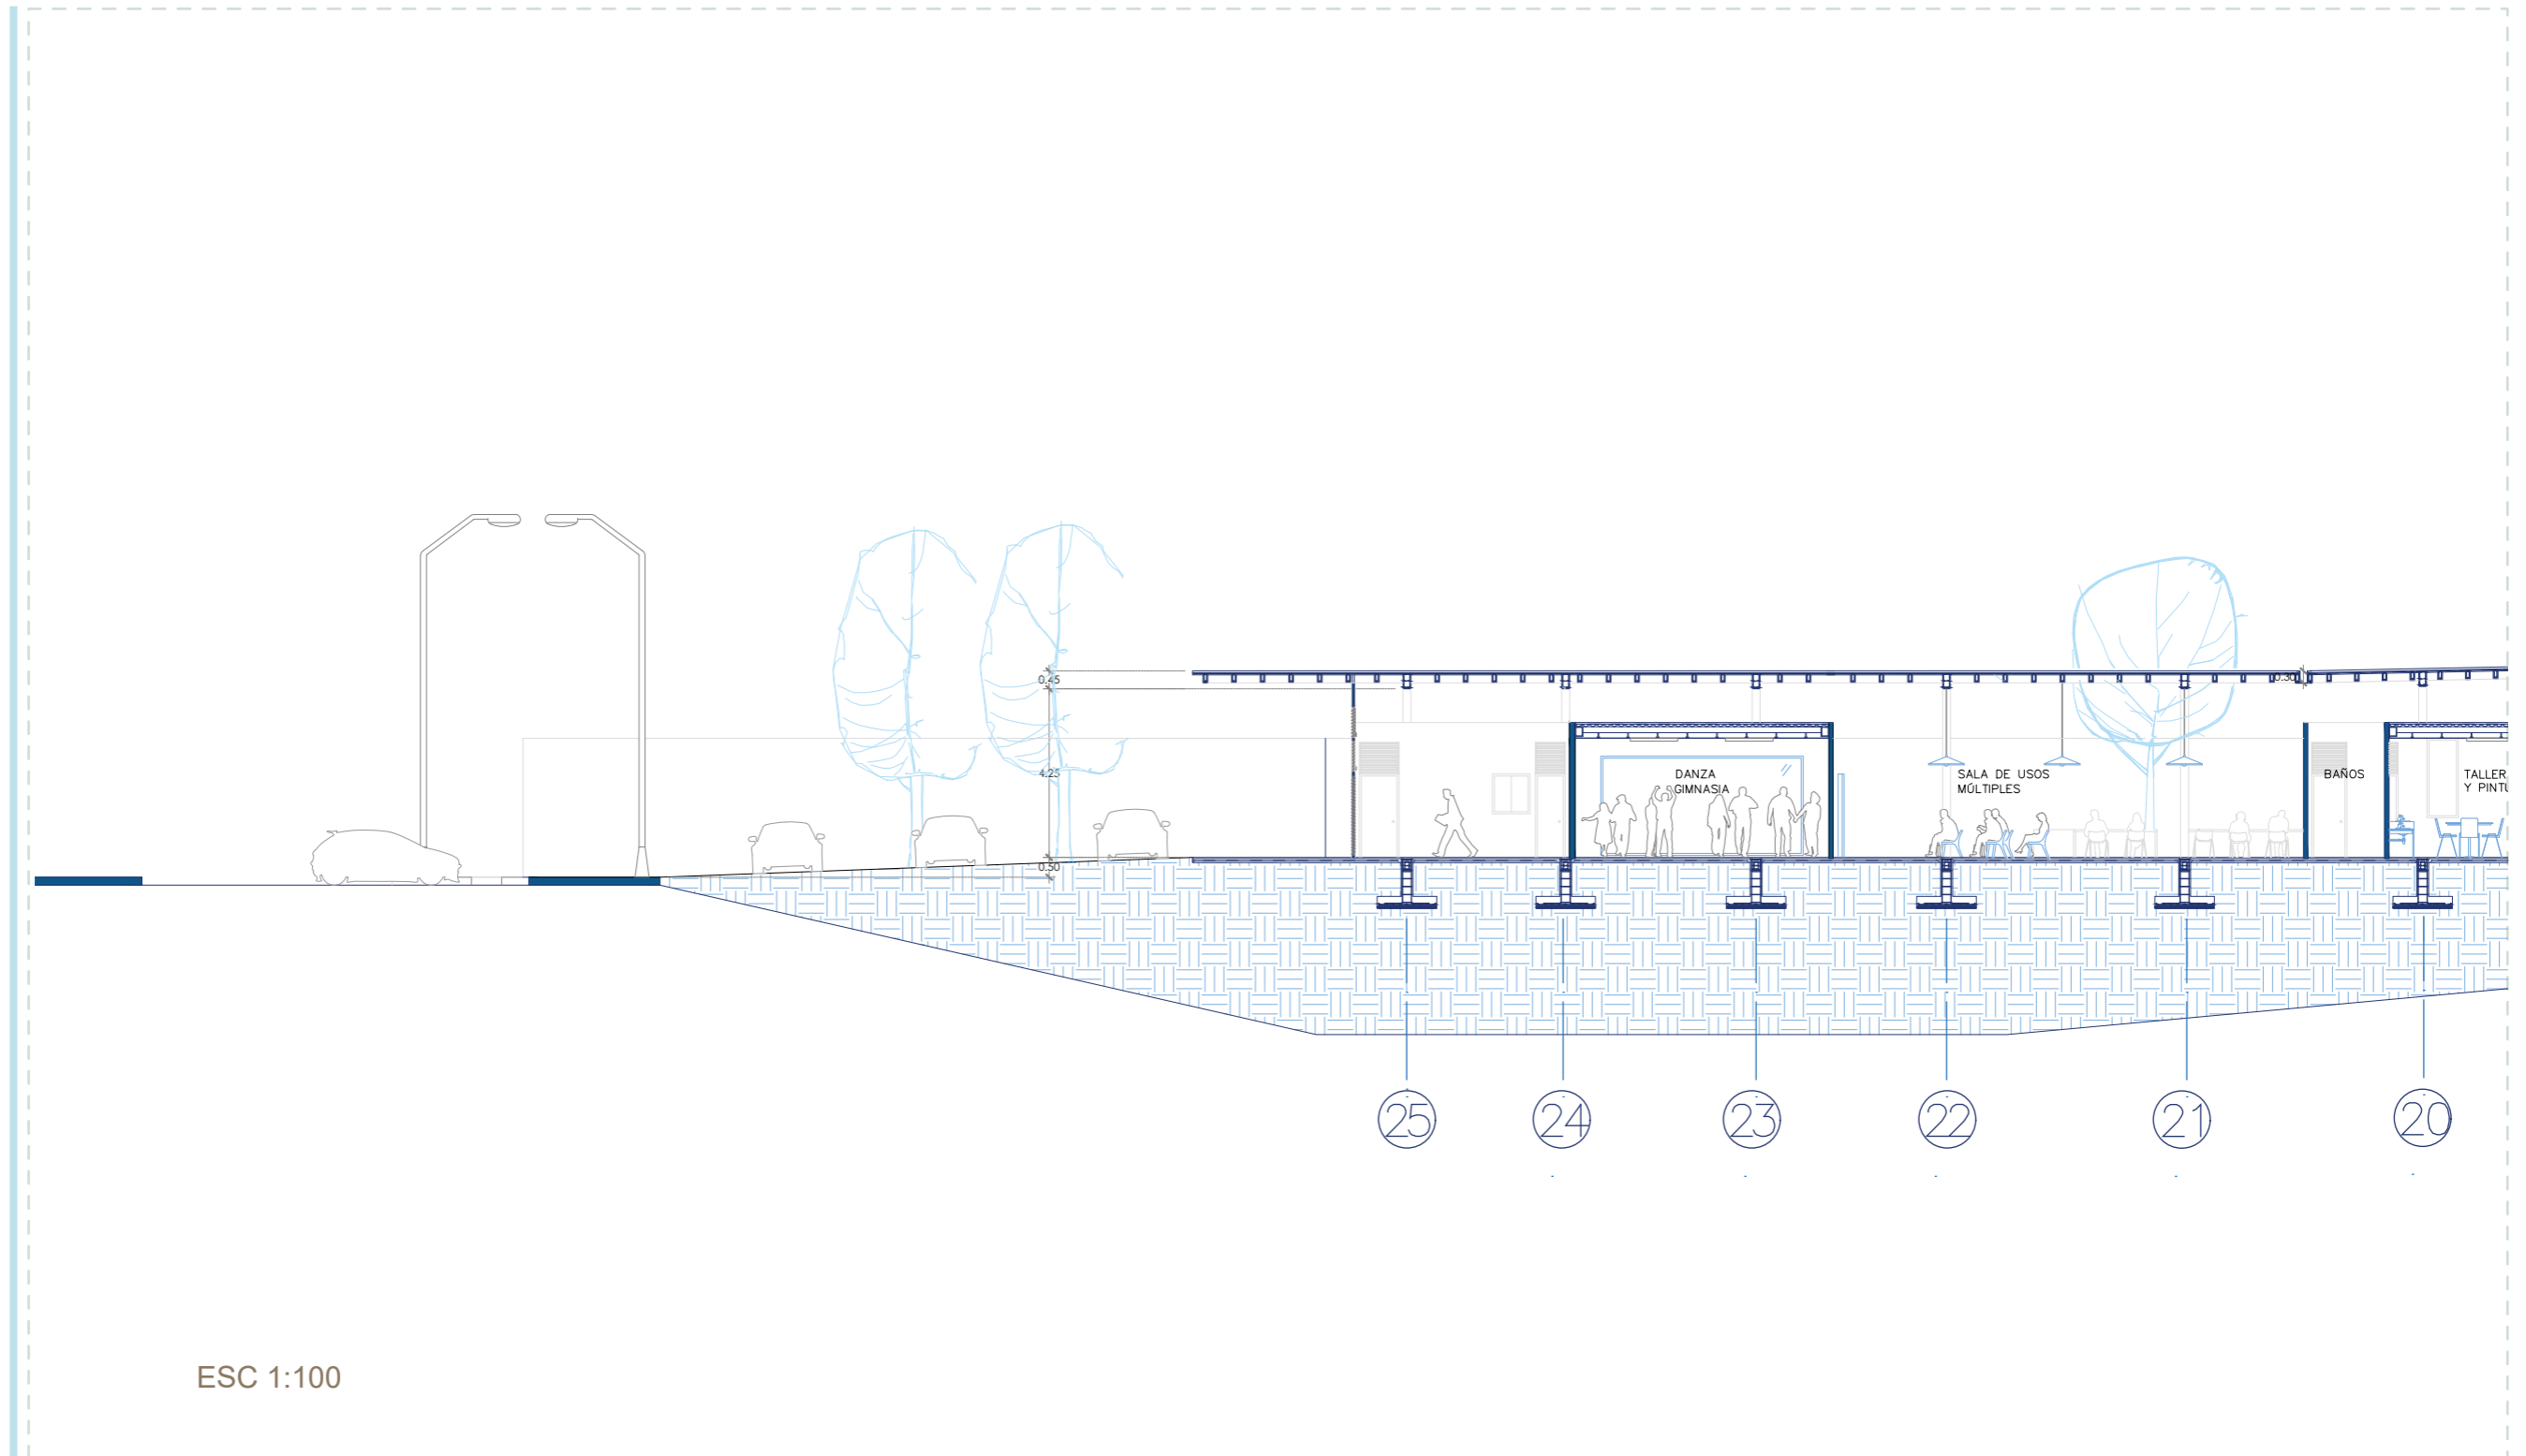 0.45
0.30
4.25
0.50
DANZA
GIMNASIA
SALA DE USOS
MÚLTIPLES
BAÑOS
TALLER
Y PINTU
25
24
23
22
21
20
ESC 1:100